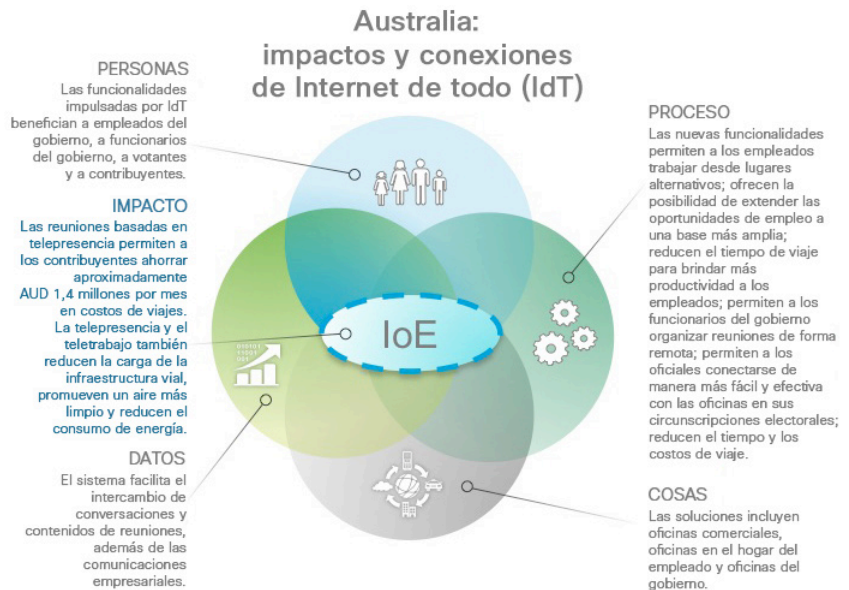 Australia:
impactos y conexiones
de Internet de todo (IdT)
PERSONAS
Las funcionalidades
impulsadas por IdT
benefician a empleados del
gobierno, a funcionarios
del gobierno, a votantes
y a contribuyentes.
IMPACTO
Las reuniones basadas en
telepresencia permiten a
los contribuyentes ahorrar
aproximadamente
AUD 1,4 millones por mes
en costos de viajes.
La telepresencia y el
teletrabajo también
reducen la carga de la
infraestructura vial,
promueven un aire más
limpio y reducen el
consumo de energía.
DATOS
El sistema facilita el
intercambio de
conversaciones y
contenidos de reuniones,
además de las
comunicaciones
empresariales.
IoE
010101
11001
001
PROCESO
Las nuevas funcionalidades
permiten a los empleados
trabajar desde lugares
alternativos; ofrecen la
posibilidad de extender las
oportunidades de empleo a
una base más amplia;
reducen el tiempo de viaje
para brindar más
productividad a los
empleados; permiten a los
funcionarios del gobierno
organizar reuniones de forma
remota; permiten a los
oficiales conectarse de
manera más fácil y efectiva
con las oficinas en sus
circunscripciones electorales;
reducen el tiempo y los
costos de viaje.
COSAS
Las soluciones incluyen
oficinas comerciales,
oficinas en el hogar del
empleado y oficinas del
gobierno.